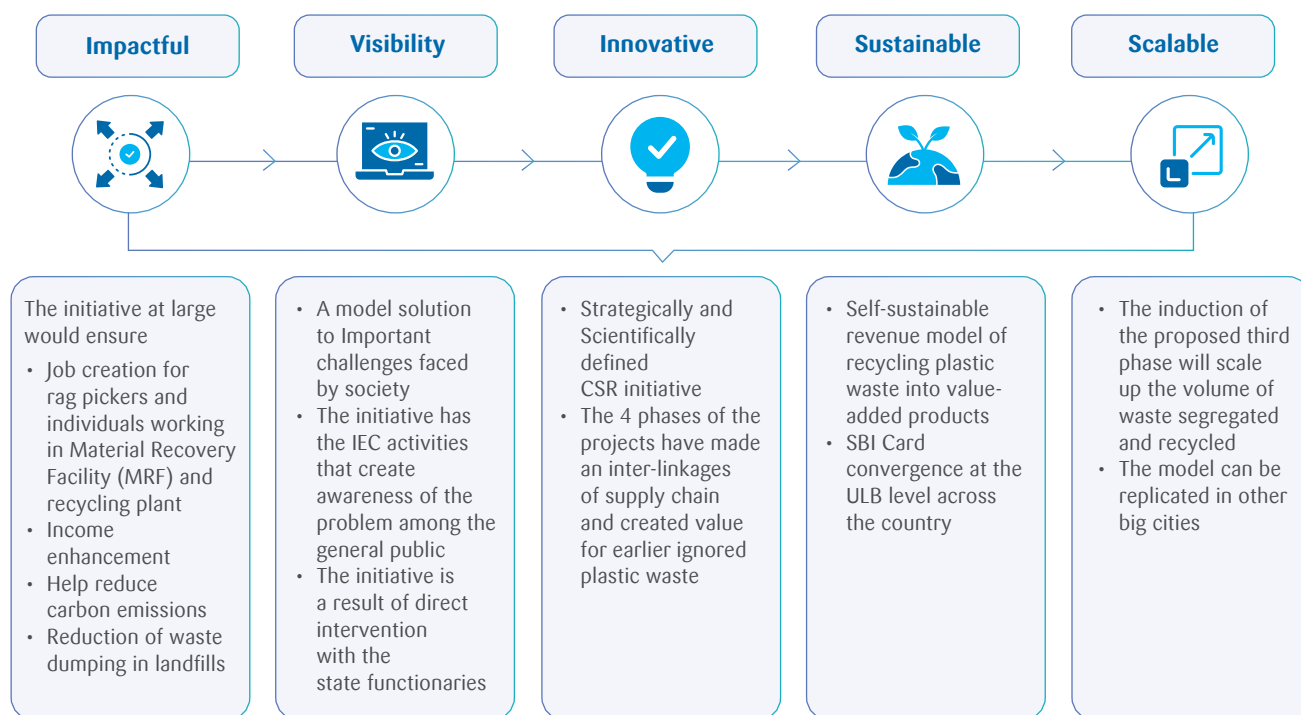 Impactful
Visibility
Innovative
Sustainable
Scalable
The initiative at large
would ensure
• Job creation for
rag pickers and
individuals working
in Material Recovery
Facility (MRF) and
recycling plant
• Income
enhancement
• Help reduce
carbon emissions
• Reduction of waste
dumping in landfills
• A model solution
to Important
challenges faced
by society
• The initiative has
the IEC activities
that create
awareness of the
problem among the
general public
• The initiative is
a result of direct
intervention
with the
state functionaries
• Strategically and
Scientifically
defined
CSR initiative
• The 4 phases of the
projects have made
an inter-linkages
of supply chain
and created value
for earlier ignored
plastic waste
• Self-sustainable
revenue model of
recycling plastic
waste into value-
added products
• SBI Card
convergence at the
ULB level across
the country
• The induction of
the proposed third
phase will scale
up the volume of
waste segregated
and recycled
• The model can be
replicated in other
big cities